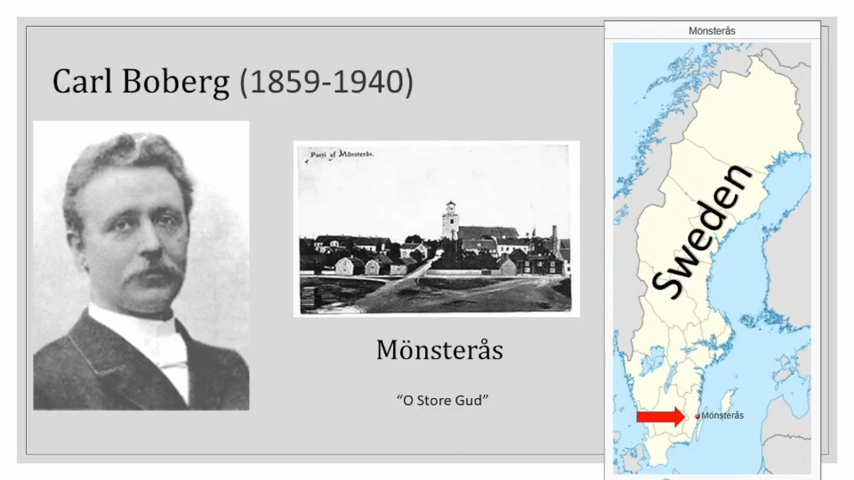 Carl Boberg (1859-1940)
Parti af Mönsterås.
Mönsterås
“O Store Gud”
Mönsterås
Sweden
Mönsterås